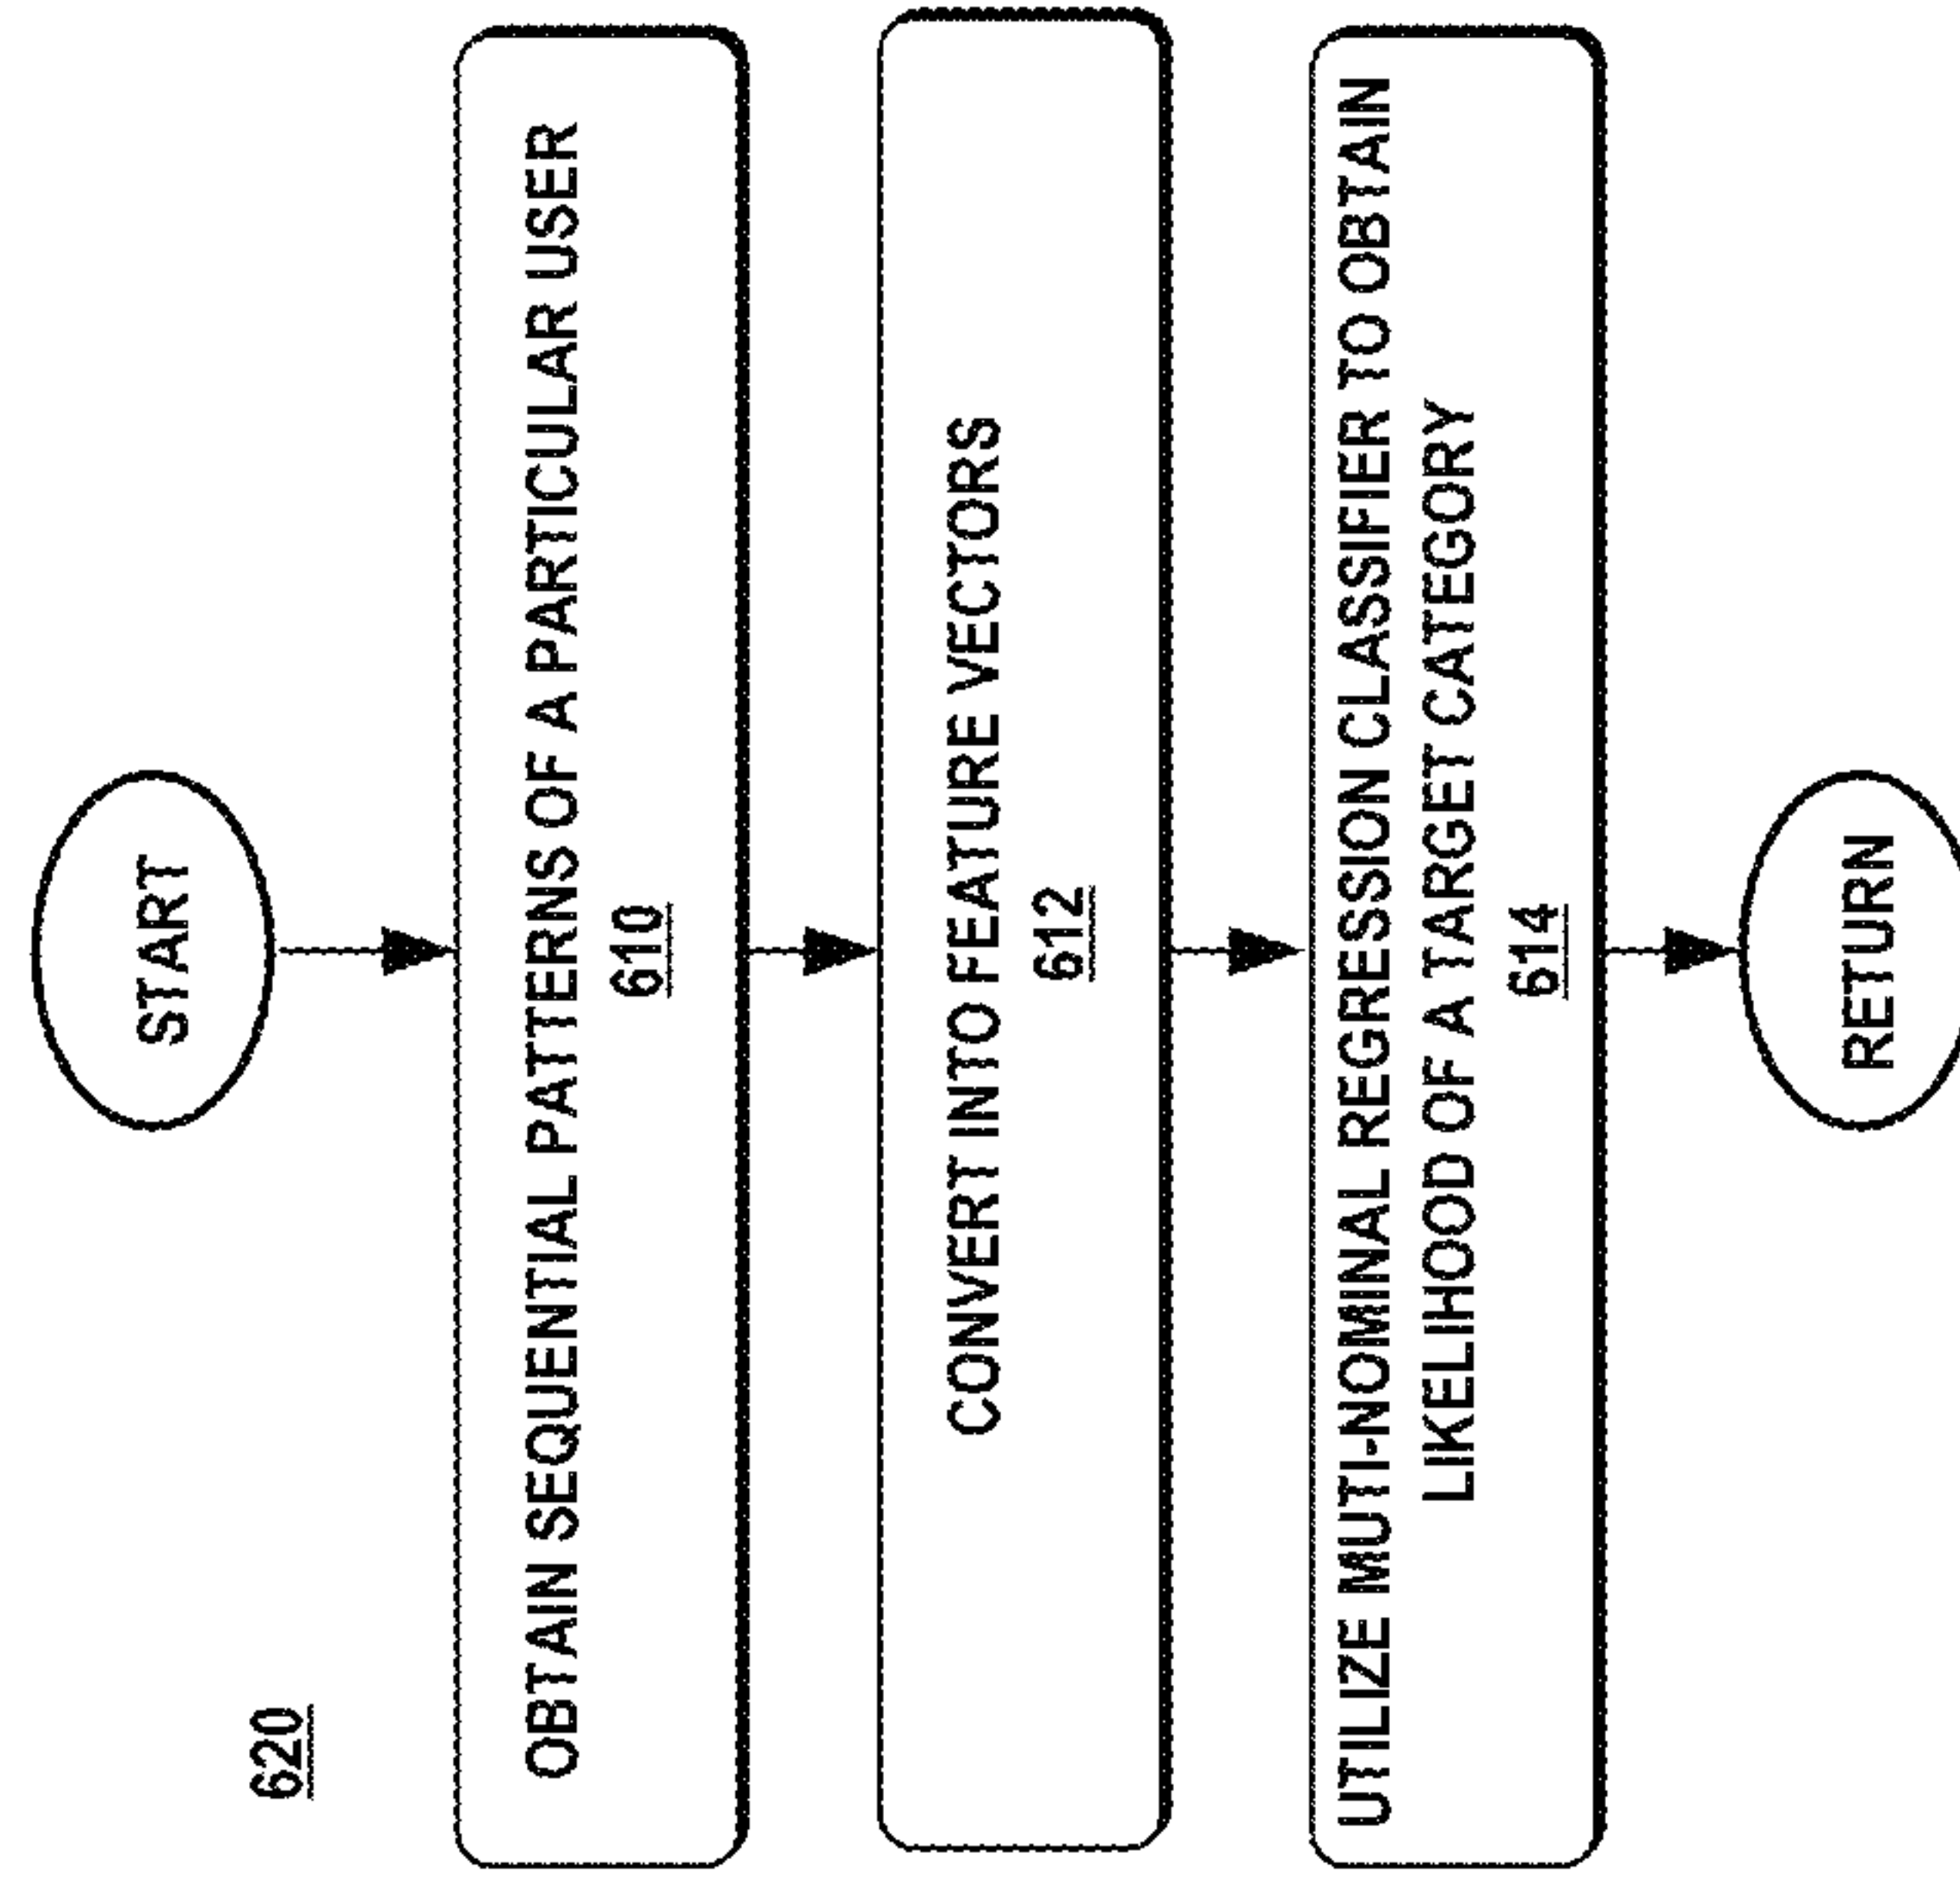 620
START
OBTAIN SEQUENTIAL PATTERNS OF A PARTICULAR USER
610
CONVERT INTO FEATURE VECTORS
612
UTILIZE MUTI-NOMINAL REGRESSION CLASSIFIER TO OBTAIN
LIKELIHOOD OF A TARGET CATEGORY
614
RETURN